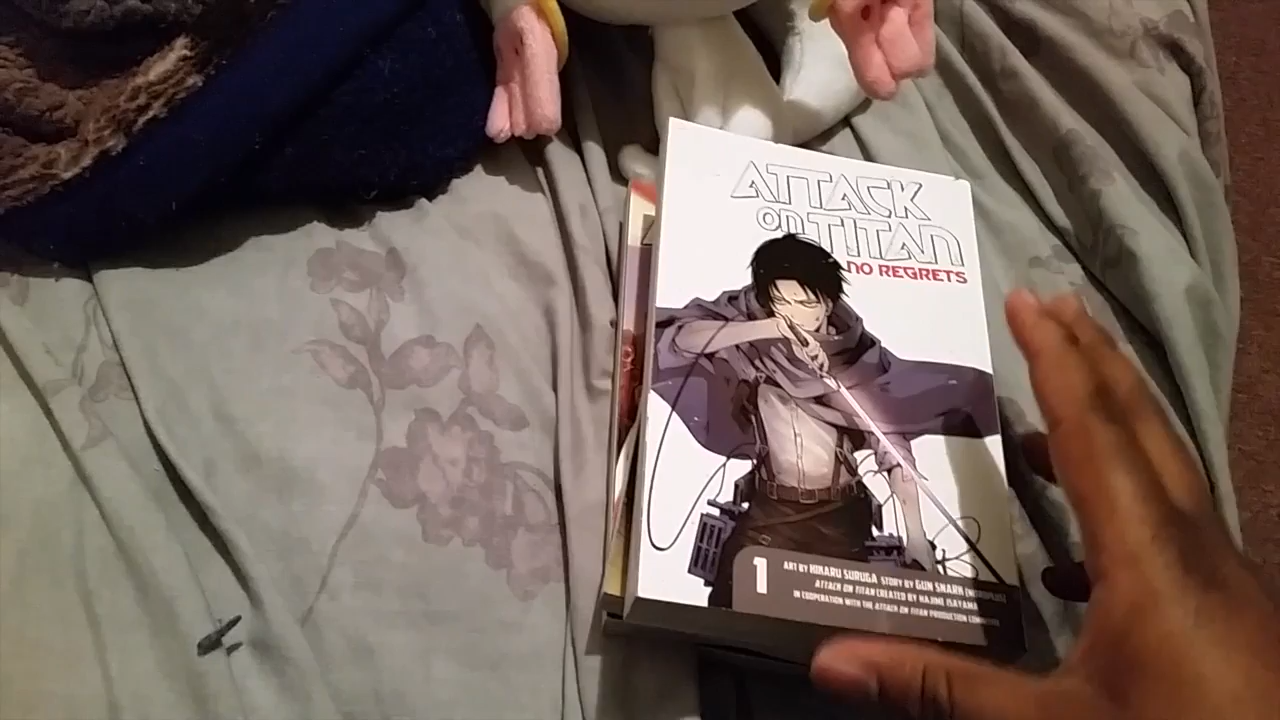 ATTACK
ON TITAN
NO REGRETS
1
ART BY HIKARU SURUGA STORY BY GUN SNARK (NITROPLUS)
ATTACK ON TITAN CREATED BY HAJIME ISAYAMA
IN COOPERATION WITH THE ATTACK ON TITAN PRODUCTION COMMITTEE